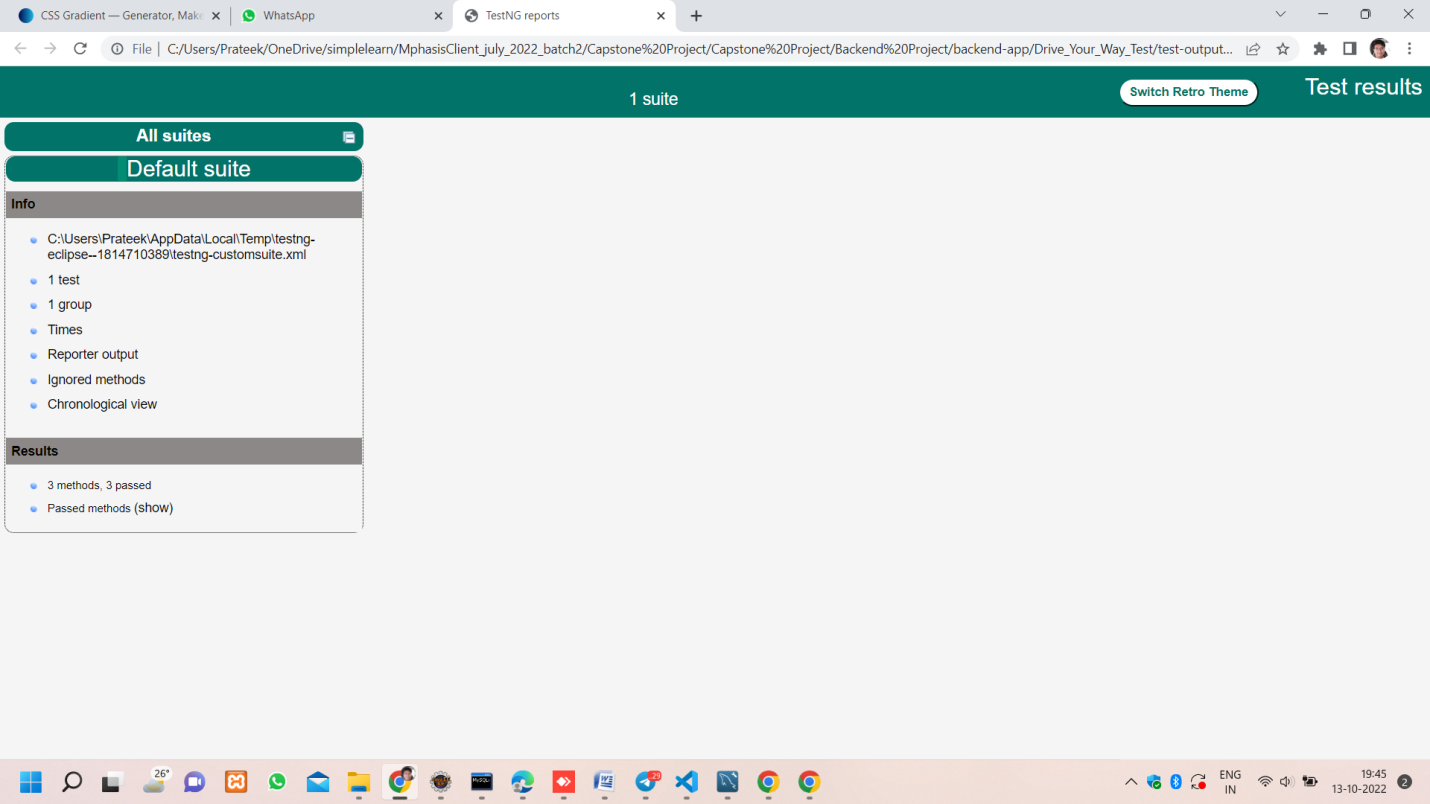 CSS Gradient — Generator, Make
WhatsApp
TestNG reports
File
C:/Users/Prateek/OneDrive/simplelearn/MphasisClient_july_2022_batch2/Capstone%20Project/Capstone%20Project/Backend%20Project/backend-app/Drive_Your_Way_Test/test-output...
1 suite
Switch Retro Theme
Test results
All suites
Default suite
Info
C:\Users\Prateek\AppData\Local\Temp\testng-
eclipse--1814710389\testng-customsuite.xml
1 test
1 group
Times
Reporter output
Ignored methods
Chronological view
Results
3 methods, 3 passed
Passed methods (show)
26°
MySQL
29
ENG
IN
19:45
13-10-2022
2